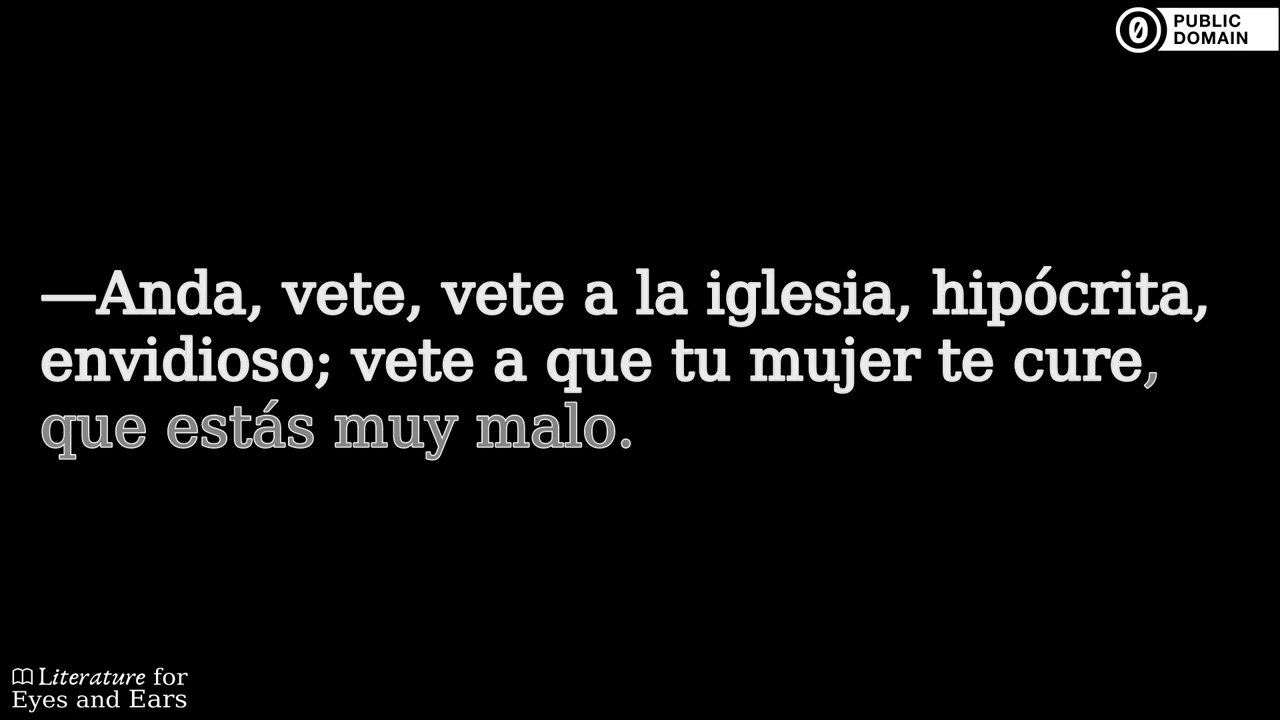 PUBLIC
DOMAIN
—Anda, vete, vete a la iglesia, hipócrita,
envidioso; vete a que tu mujer te cure,
que estás muy malo.
Literature for
Eyes and Ears